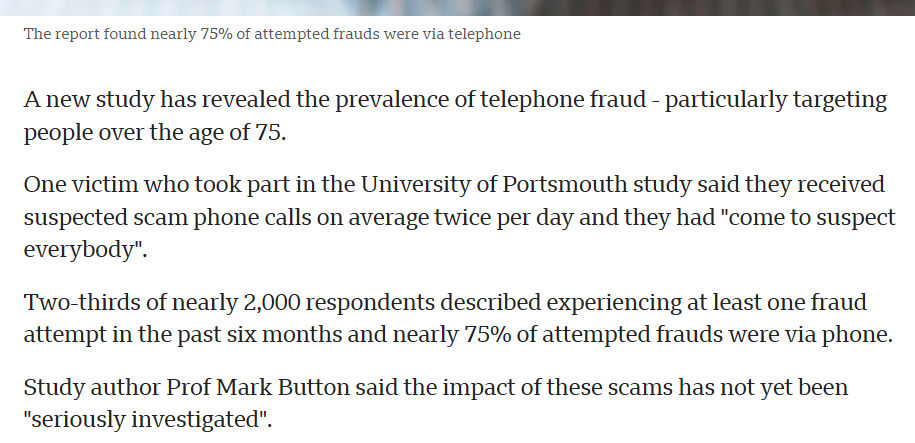 The report found nearly 75% of attempted frauds were via telephone
A new study has revealed the prevalence of telephone fraud - particularly targeting
people over the age of 75.
One victim who took part in the University of Portsmouth study said they received
suspected scam phone calls on average twice per day and they had "come to suspect
everybody".
Two-thirds of nearly 2,000 respondents described experiencing at least one fraud
attempt in the past six months and nearly 75% of attempted frauds were via phone.
Study author Prof Mark Button said the impact of these scams has not yet been
"seriously investigated".